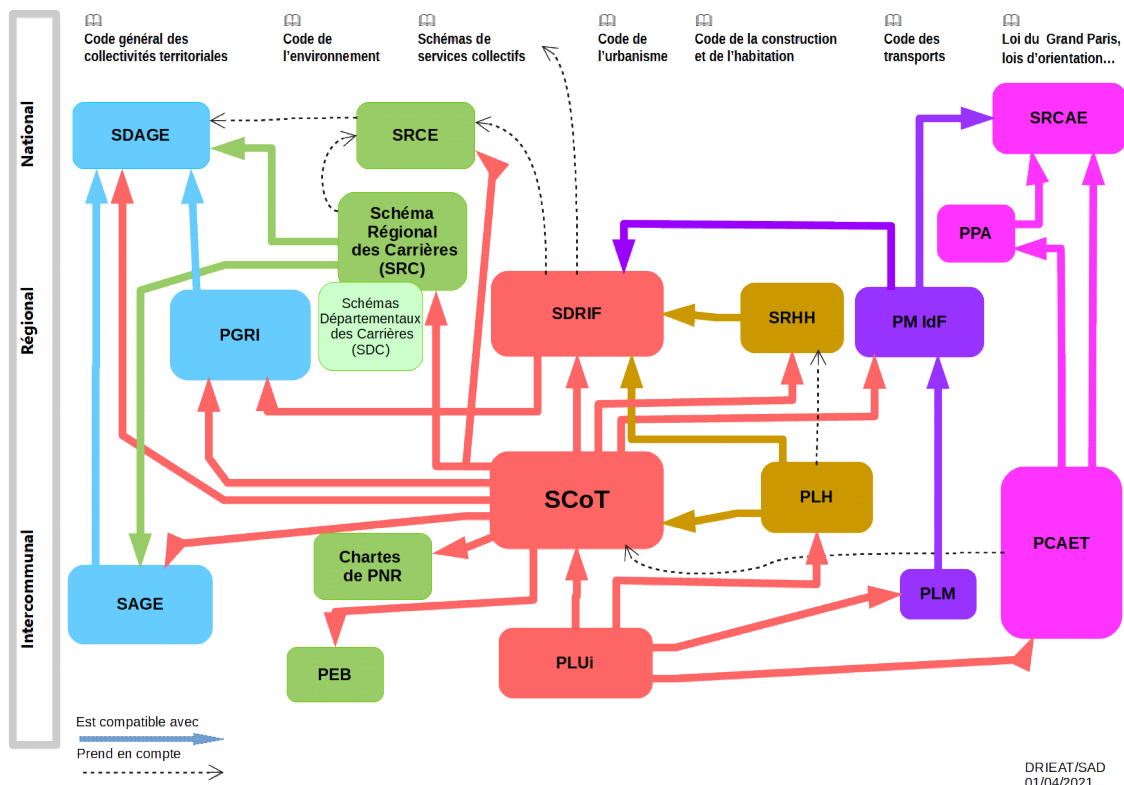 Code général des
collectivités territoriales
Code de
l'environnement
Schémas de
services collectifs
Code de
l'urbanisme
Code de la construction
et de l'habitation
Code des
transports
Loi du Grand Paris,
lois d'orientation…
National
Régional
Intercommunal
SDAGE
SRCE
SRCAE
Schéma
Régional
des Carrières
(SRC)
PPA
Schémas
Départementaux
des Carrières
(SDC)
PGRI
SDRIF
SRHH
PM IdF
SCoT
PLH
PCAET
Chartes
de PNR
SAGE
PLM
PEB
PLUi
Est compatible avec
Prend en compte
DRIEAT/SAD
01/04/2021